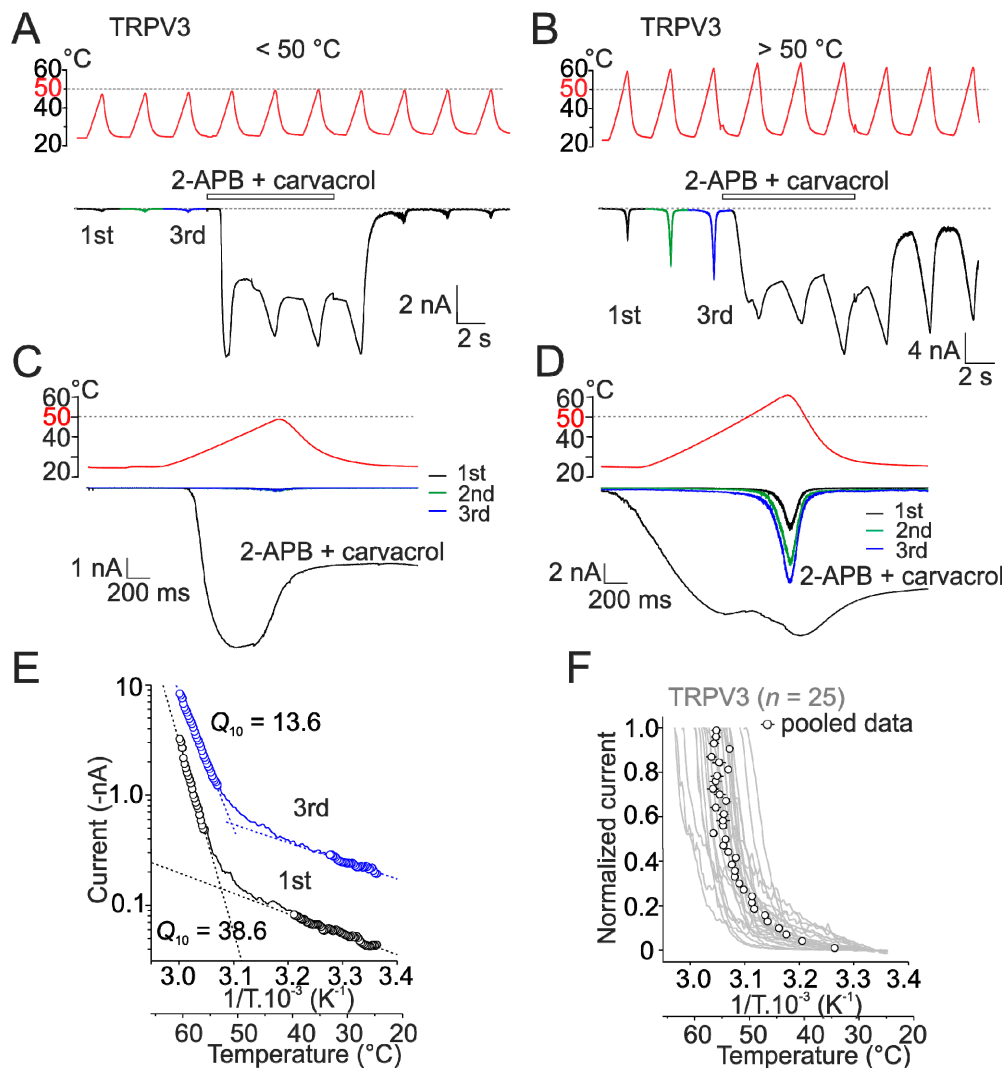 A
TRPV3
< 50 °C
°C
60
50
40
20
2-APB + carvacrol
1st
3rd
2 nA
2 s
B
TRPV3
> 50 °C
°C
60
50
40
20
2-APB + carvacrol
1st
3rd
4 nA
2 s
C
°C
60
50
40
20
1st
2nd
3rd
2-APB + carvacrol
1 nA
200 ms
D
°C
60
50
40
20
1st
2nd
3rd
2-APB + carvacrol
2 nA
200 ms
E
10
1.0
0.1
Current (-nA)
Q10 = 13.6
3rd
1st
Q10 = 38.6
3.0 3.1 3.2 3.3 3.4
1/T.10-3 (K-1)
60 50 40 30 20
Temperature (°C)
F
TRPV3 (n = 25)
pooled data
1.0
0.8
0.6
0.4
0.2
0
Normalized current
3.0 3.1 3.2 3.3 3.4
1/T.10-3 (K-1)
60 50 40 30 20
Temperature (°C)